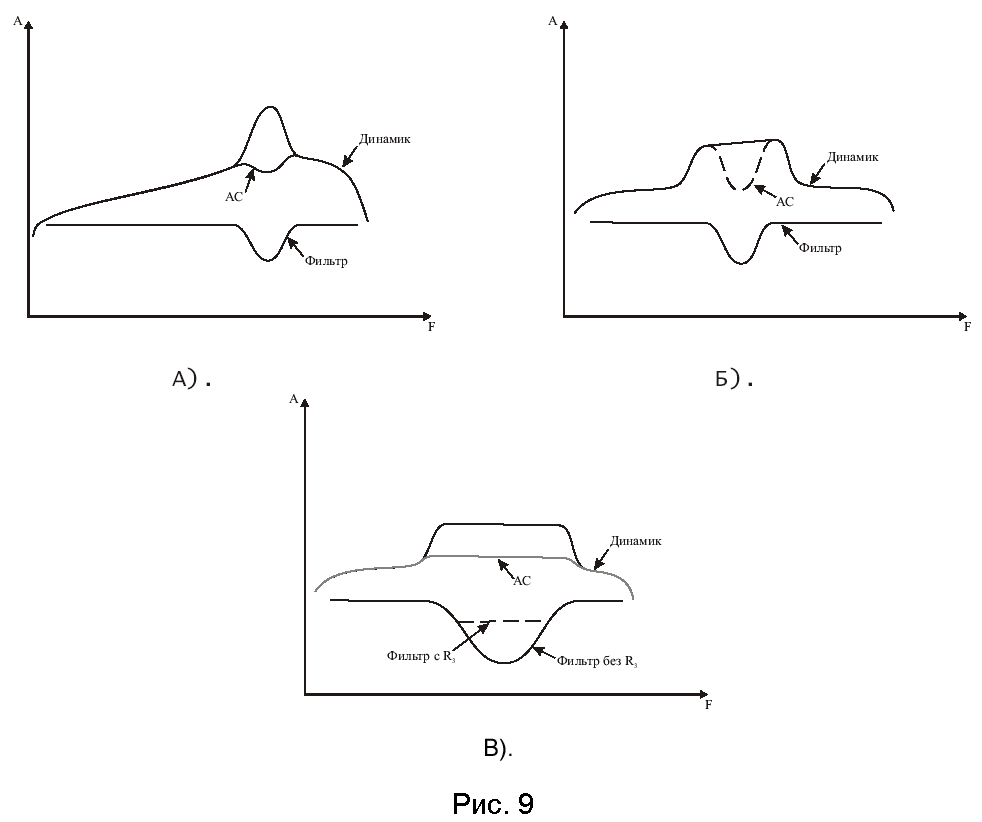 А
Динамик
АС
Фильтр
F
А).
А
Динамик
АС
Фильтр
F
Б).
А
Динамик
АС
Фильтр с R₃
Фильтр без R₃
F
В).
Рис. 9